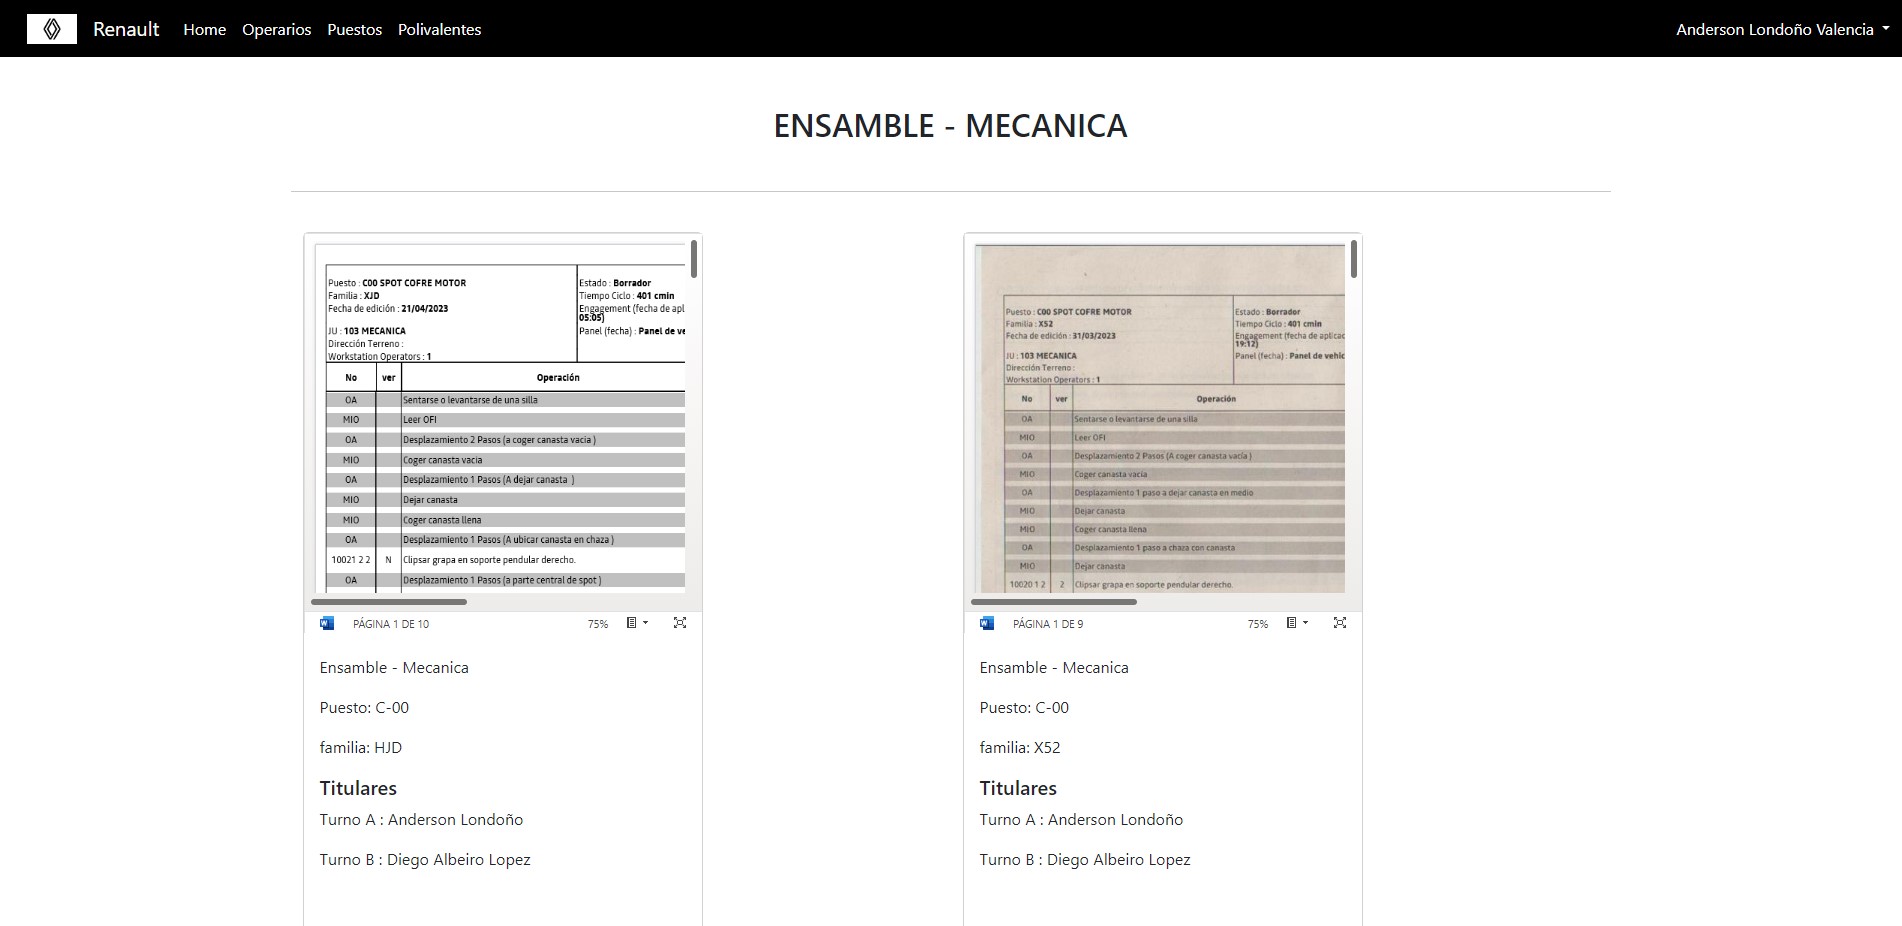 Renault Home Operarios Puestos Polivalentes Anderson Londoño Valencia
ENSAMBLE - MECANICA
Puesto : C00 SPOT COFRE MOTOR
Familia : XJD
Fecha de edición : 21/04/2023
JU : 103 MECANICA
Dirección Terreno :
Workstation Operators : 1
Estado : Borrador
Tiempo Ciclo : 401 cmin
Engagement (fecha de apl
05:05)
Panel (fecha) : Panel de ve
No ver Operación
OA Sentarse o levantarse de una silla
MIO Leer OFI
OA Desplazamiento 2 Pasos (a coger canasta vacia )
MIO Coger canasta vacia
OA Desplazamiento 1 Pasos (A dejar canasta )
MIO Dejar canasta
MIO Coger canasta llena
OA Desplazamiento 1 Pasos (A ubicar canasta en chaza )
10021 2 2 N Clipsar grapa en soporte pendular derecho.
OA Desplazamiento 1 Pasos (a parte central de spot )
PÁGINA 1 DE 10 75%
Ensamble - Mecanica
Puesto: C-00
familia: HJD
Titulares
Turno A : Anderson Londoño
Turno B : Diego Albeiro Lopez
Puesto : C00 SPOT COFRE MOTOR
Familia : X52
Fecha de edición : 31/03/2023
JU : 103 MECANICA
Dirección Terreno :
Workstation Operators : 1
Estado : Borrador
Tiempo Ciclo : 401 cmin
Engagement (fecha de aplicac
19:12)
Panel (fecha) : Panel de vehic
No ver Operación
OA Sentarse o levantarse de una silla
MIO Leer OFI
OA Desplazamiento 2 Pasos (A coger canasta vacía )
MIO Coger canasta vacia
OA Desplazamiento 1 paso a dejar canasta en medio
MIO Dejar canasta
MIO Coger canasta llena
OA Desplazamiento 1 paso a chaza con canasta
MIO Dejar canasta
10020 1 2 2 Clipsar grapa en soporte pendular derecho.
PÁGINA 1 DE 9 75%
Ensamble - Mecanica
Puesto: C-00
familia: X52
Titulares
Turno A : Anderson Londoño
Turno B : Diego Albeiro Lopez